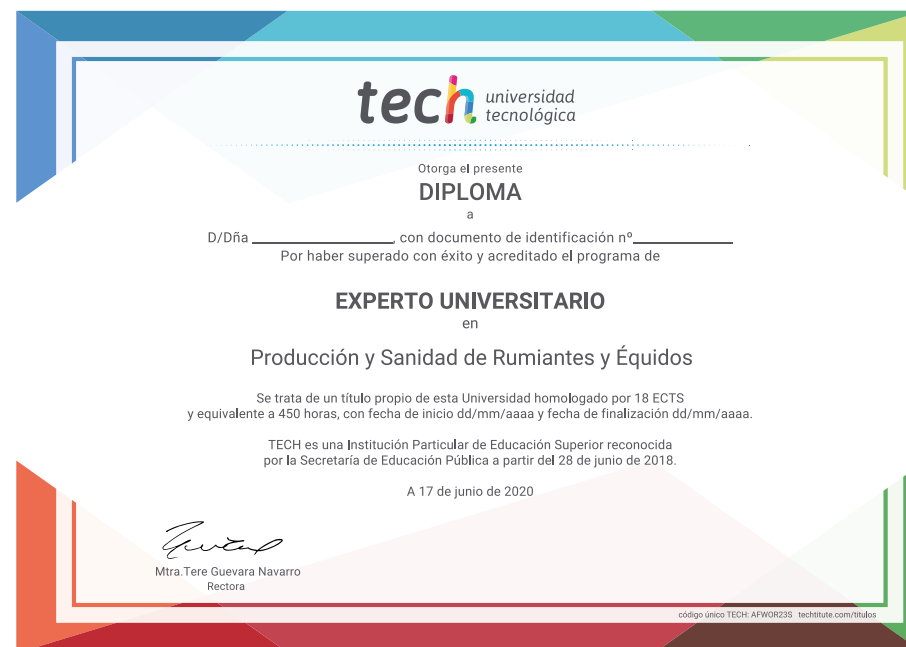 tech universidad
tecnológica
Otorga el presente
DIPLOMA
a
D/Dña ________________, con documento de identificación nº____________
Por haber superado con éxito y acreditado el programa de
EXPERTO UNIVERSITARIO
en
Producción y Sanidad de Rumiantes y Équidos
Se trata de un título propio de esta Universidad homologado por 18 ECTS
y equivalente a 450 horas, con fecha de inicio dd/mm/aaaa y fecha de finalización dd/mm/aaaa.
TECH es una Institución Particular de Educación Superior reconocida
por la Secretaría de Educación Pública a partir del 28 de junio de 2018.
A 17 de junio de 2020
Mtra.Tere Guevara Navarro
Rectora
código único TECH: AFWOR23S techtitute.com/titulos